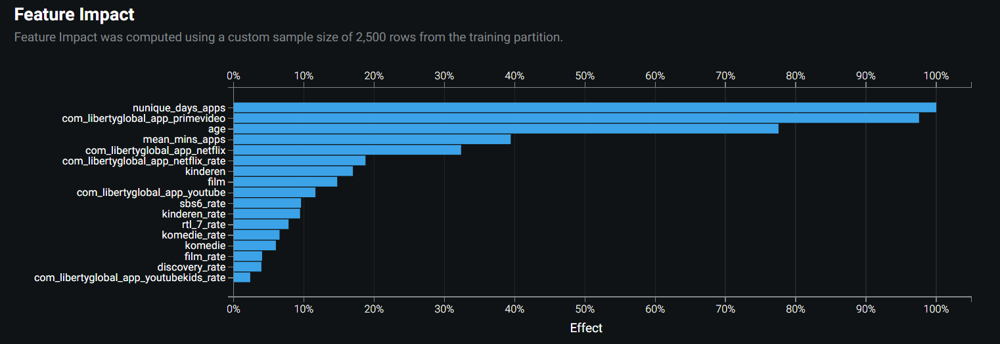 Feature Impact
Feature Impact was computed using a custom sample size of 2,500 rows from the training partition.
0% 10% 20% 30% 40% 50% 60% 70% 80% 90% 100%
nunique_days_apps
com_libertyglobal_app_primevideo
age
mean_mins_apps
com_libertyglobal_app_netflix
com_libertyglobal_app_netflix_rate
kinderen
film
com_libertyglobal_app_youtube
sbs6_rate
kinderen_rate
rtl_7_rate
komedie_rate
komedie
film_rate
discovery_rate
com_libertyglobal_app_youtubekids_rate
0% 10% 20% 30% 40% 50% 60% 70% 80% 90% 100%
Effect